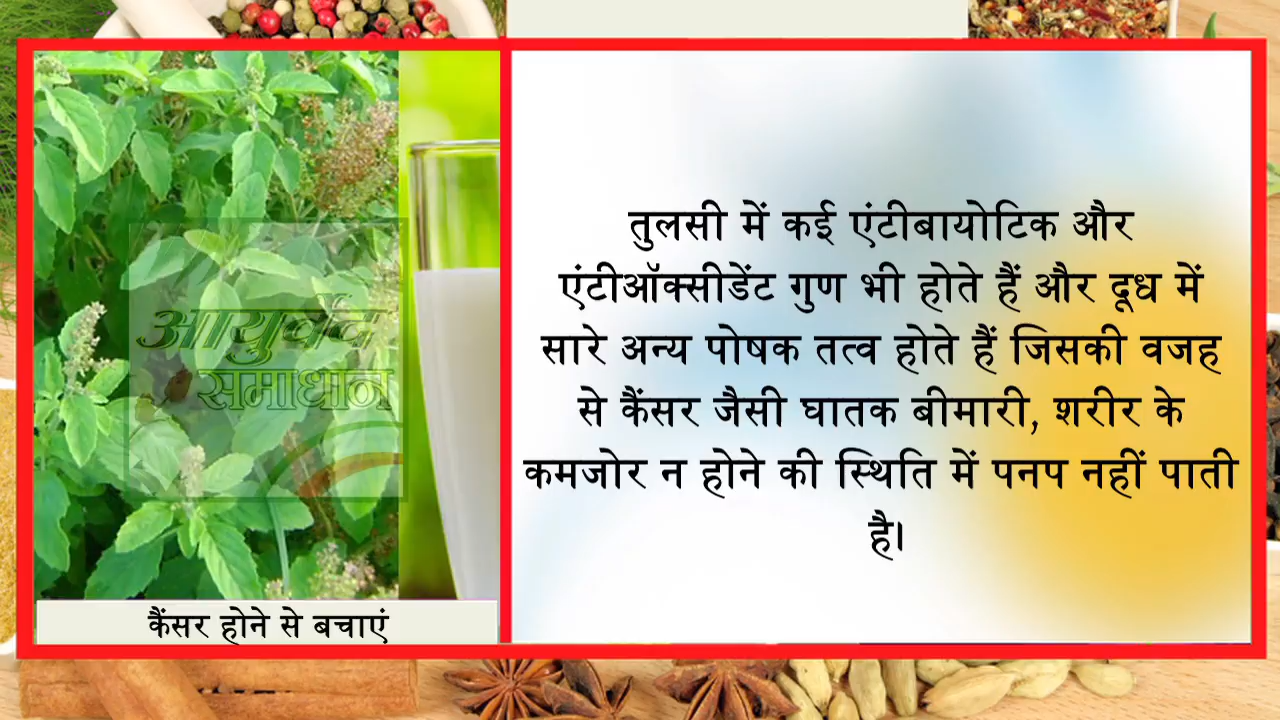 आयुर्वेद
समाधान
कैंसर होने से बचाएं
तुलसी में कई एंटीबायोटिक और
एंटीऑक्सीडेंट गुण भी होते हैं और दूध में
सारे अन्य पोषक तत्व होते हैं जिसकी वजह
से कैंसर जैसी घातक बीमारी, शरीर के
कमजोर न होने की स्थिति में पनप नहीं पाती
है।